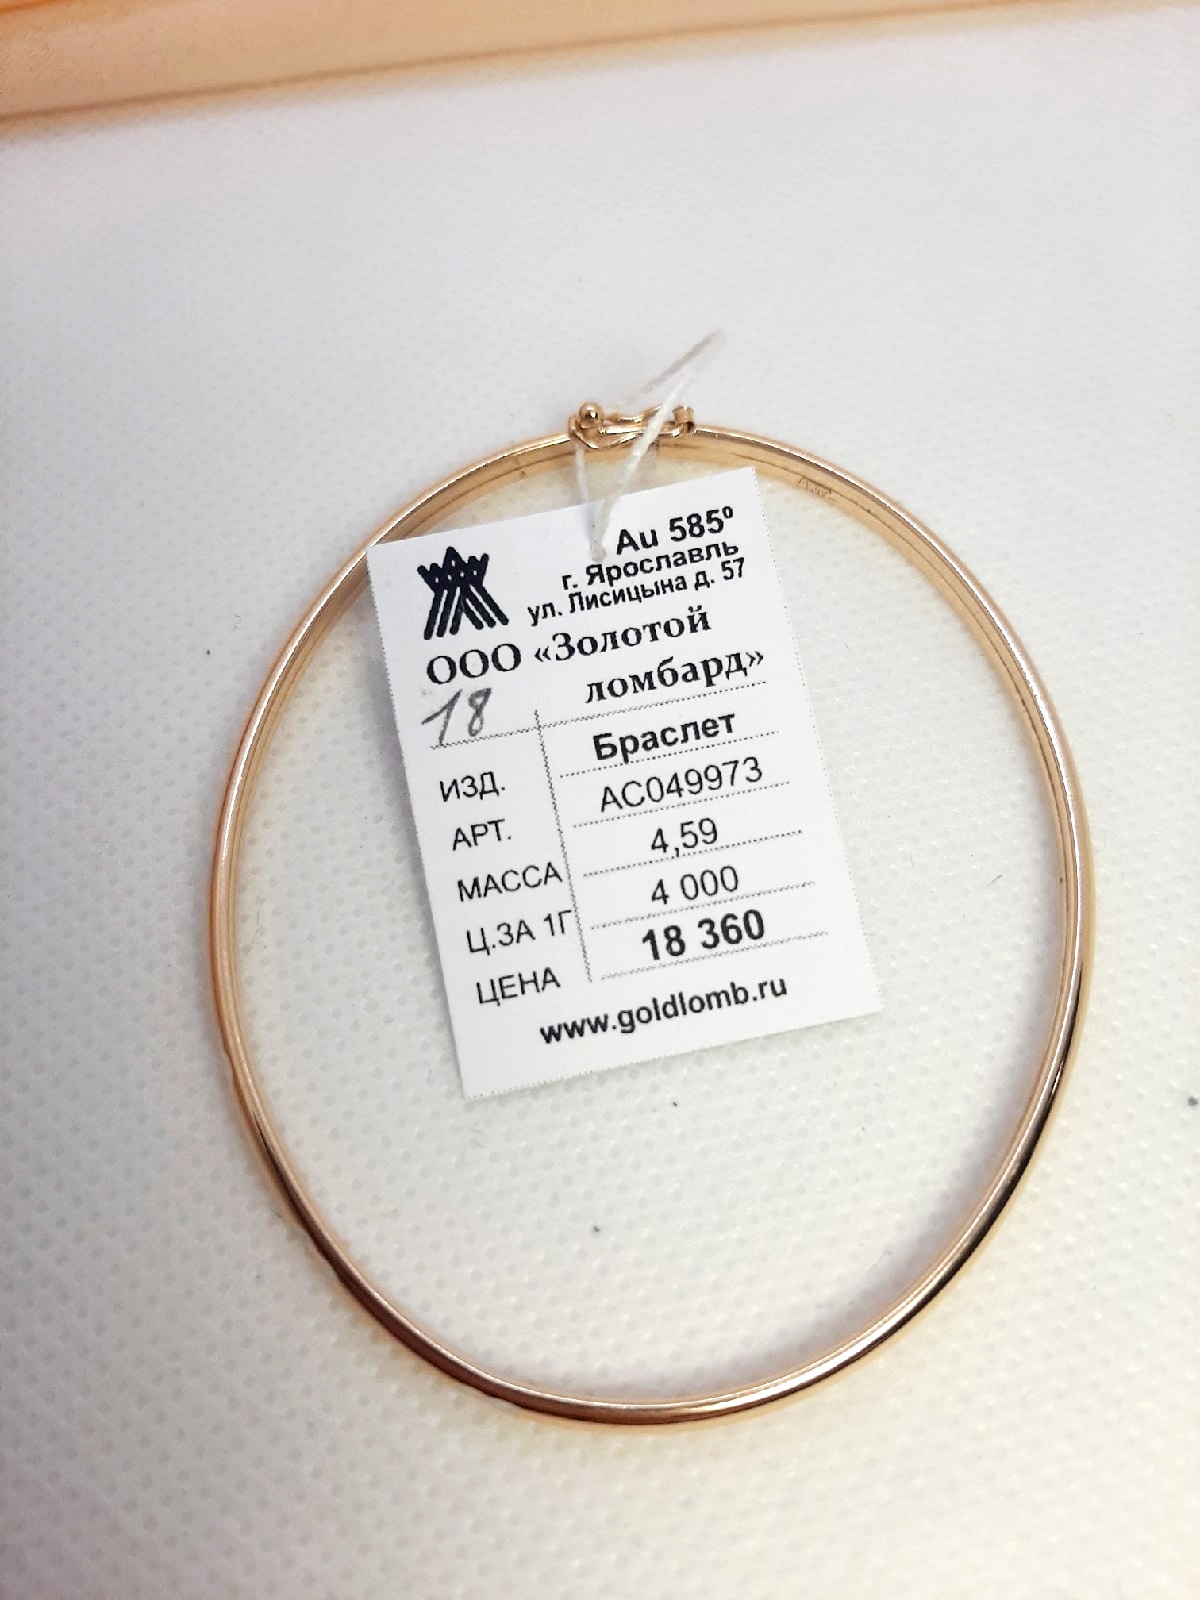 Au 585º
г. Ярославль
ул. Лисицына д. 57
ООО «Золотой
ломбард»
18
ИЗД. Браслет
АРТ. АС049973
МАССА 4,59
Ц.ЗА 1Г 4 000
ЦЕНА 18 360
www.goldlomb.ru